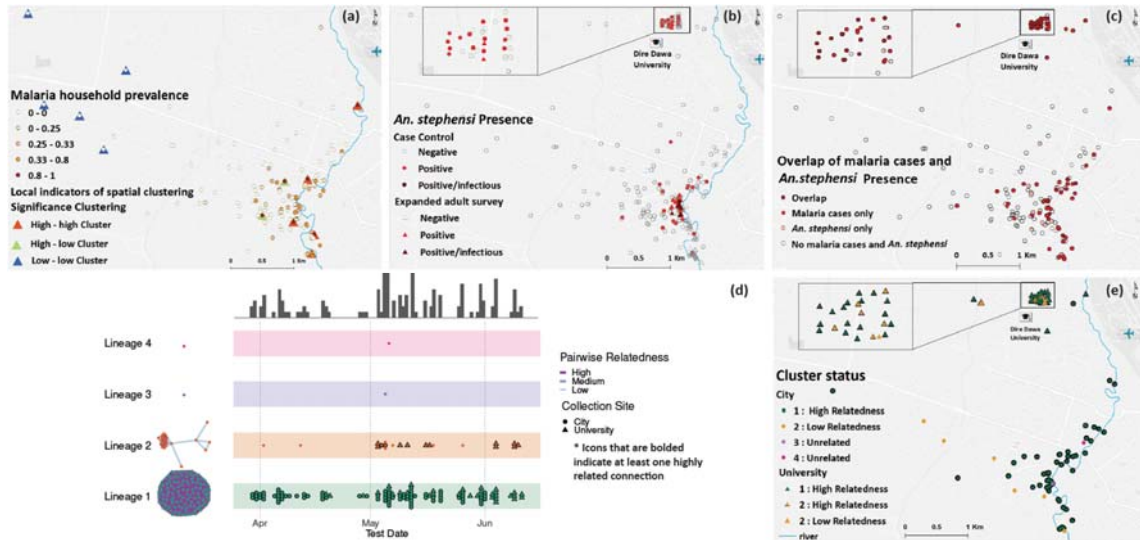 (a)
Malaria household prevalence
0 - 0
0 - 0.25
0.25 - 0.33
0.33 - 0.8
0.8 - 1
Local indicators of spatial clustering
Significance Clustering
High - high Cluster
High - low Cluster
Low - low Cluster
0 0.5 1 Km
(b)
Dire Dawa
University
An. stephensi Presence
Case Control
Negative
Positive
Positive/infectious
Expanded adult survey
Negative
Positive
Positive/infectious
0 0.5 1 Km
(c)
Dire Dawa
University
Overlap of malaria cases and
An.stephensi Presence
Overlap
Malaria cases only
An. stephensi only
No malaria cases and An. stephensi
0 0.5 1 Km
(d)
Lineage 4
Lineage 3
Lineage 2
Lineage 1
Apr May Jun
Test Date
Pairwise Relatedness
High
Medium
Low
Collection Site
City
University
* Icons that are bolded
indicate at least one highly
related connection
(e)
Dire Dawa
University
Cluster status
City
1 : High Relatedness
2 : Low Relatedness
3 : Unrelated
4 : Unrelated
University
1 : High Relatedness
2 : High Relatedness
2 : Low Relatedness
river
0 0.5 1 Km